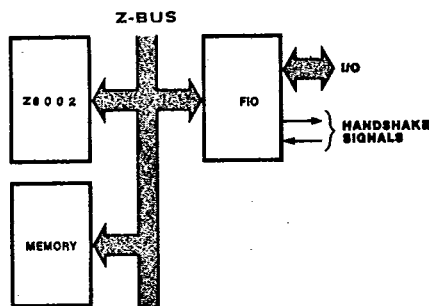 Z-BUS
Z8002
FIO
I/O
HANDSHAKE
SIGNALS
MEMORY